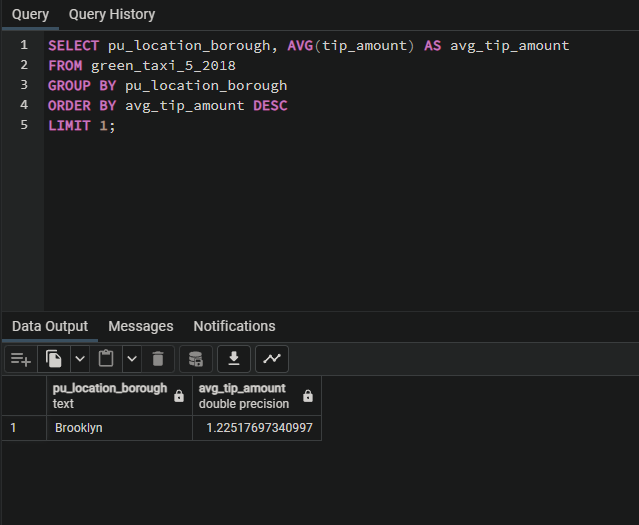 Query Query History
1 SELECT pu_location_borough, AVG(tip_amount) AS avg_tip_amount
2 FROM green_taxi_5_2018
3 GROUP BY pu_location_borough
4 ORDER BY avg_tip_amount DESC
5 LIMIT 1;
Data Output Messages Notifications
pu_location_borough avg_tip_amount
text double precision
1 Brooklyn 1.22517697340997